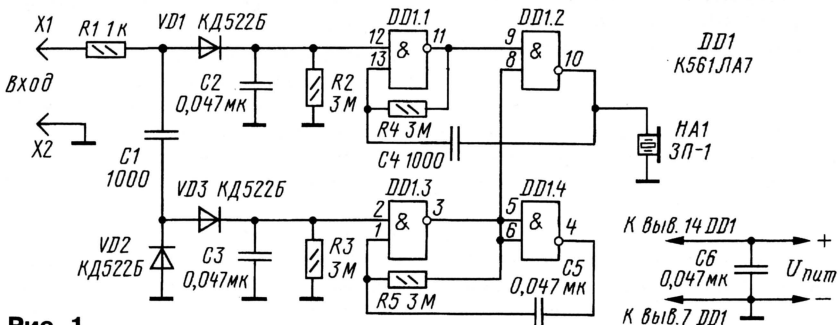 X1
R1 1к
VD1 КД522Б
DD1.1
DD1.2
DD1
К561ЛА7
Вход
X2
12
13
&
11
9
8
&
10
C2
0,047мк
R2
3М
R4 3М
C4 1000
HA1
ЗП-1
C1
1000
VD3 КД522Б
DD1.3
DD1.4
2
1
&
3
5
6
&
4
VD2
КД522Б
C3
0,047мк
R3
3М
R5 3М
C5
0,047мк
К выв. 14 DD1
+
C6
0,047мк
Uпит
–
К выв. 7 DD1
Рис. 1